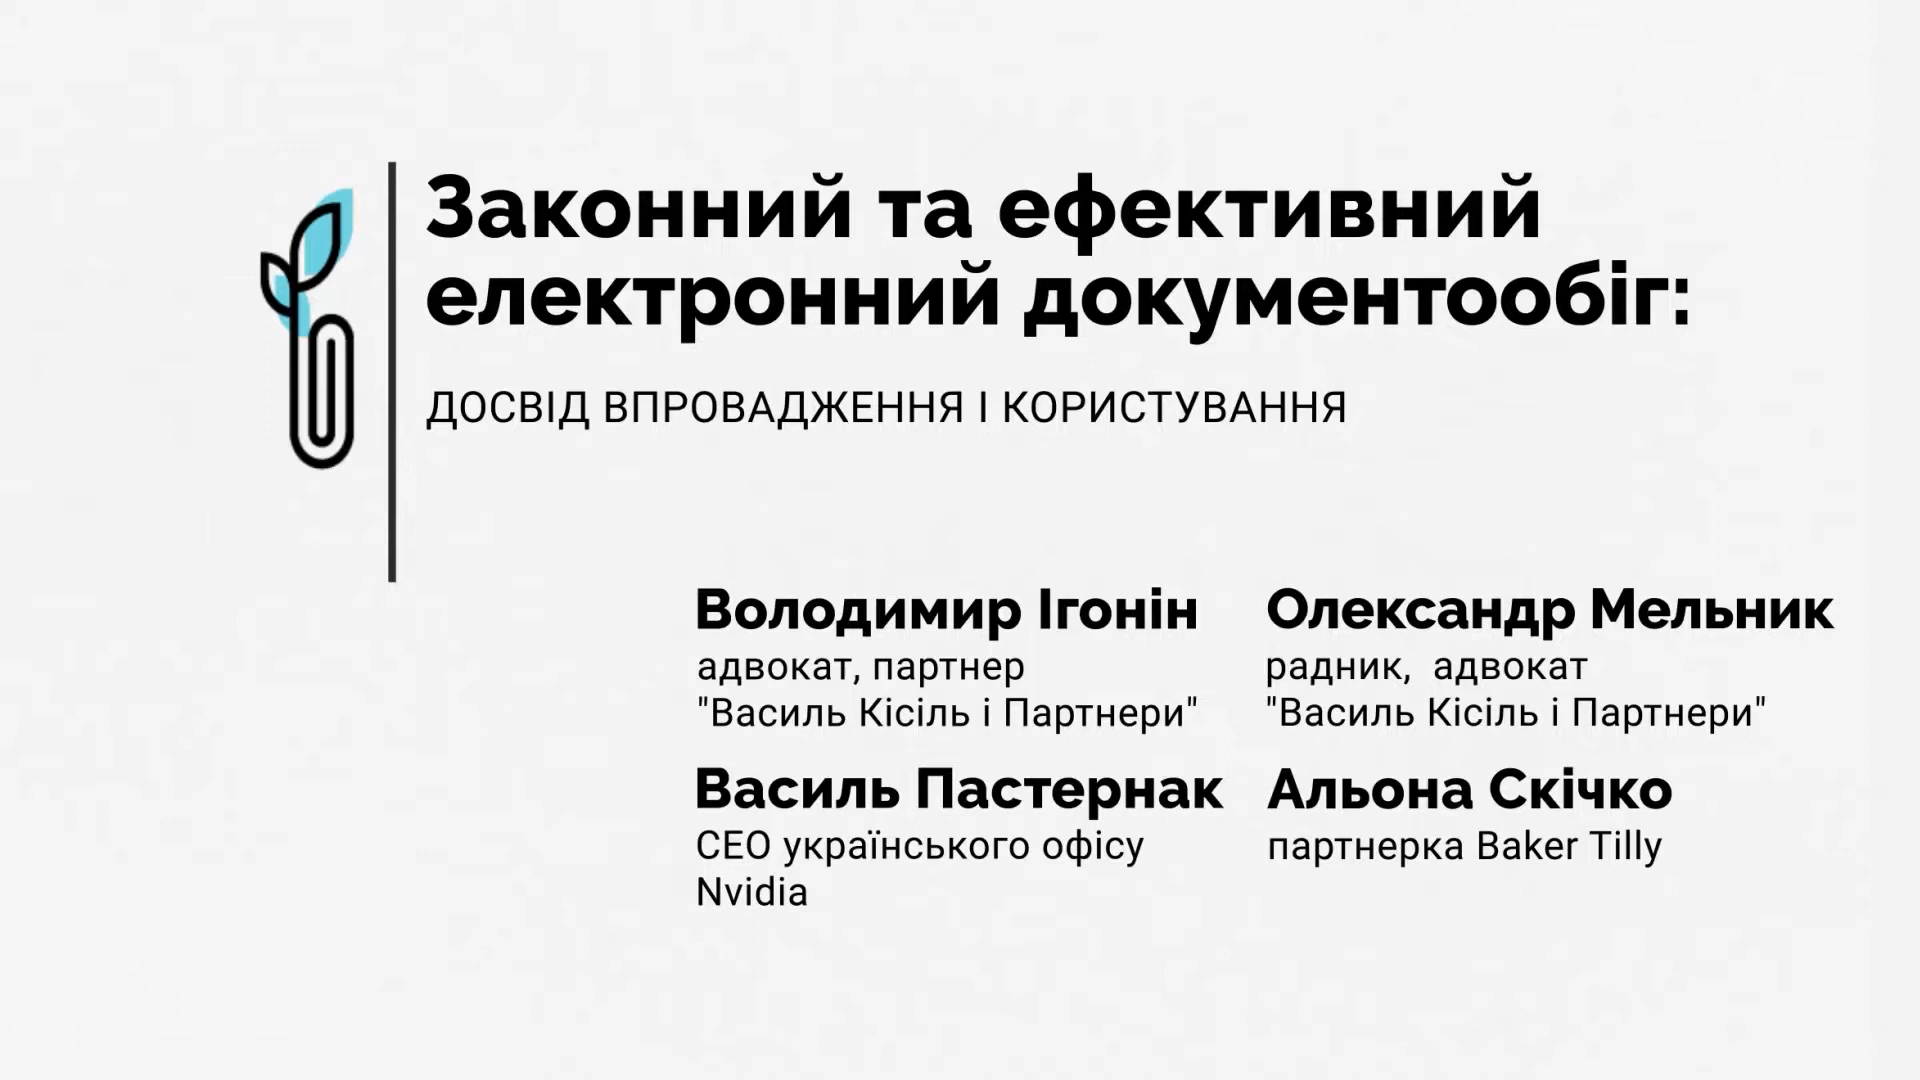 Законний та ефективний
електронний документообіг:
ДОСВІД ВПРОВАДЖЕННЯ І КОРИСТУВАННЯ
Володимир Ігонін
адвокат, партнер
"Василь Кісіль і Партнери"
Олександр Мельник
радник,  адвокат
"Василь Кісіль і Партнери"
Василь Пастернак
CEO українського офісу
Nvidia
Альона Скічко
партнерка Baker Tilly